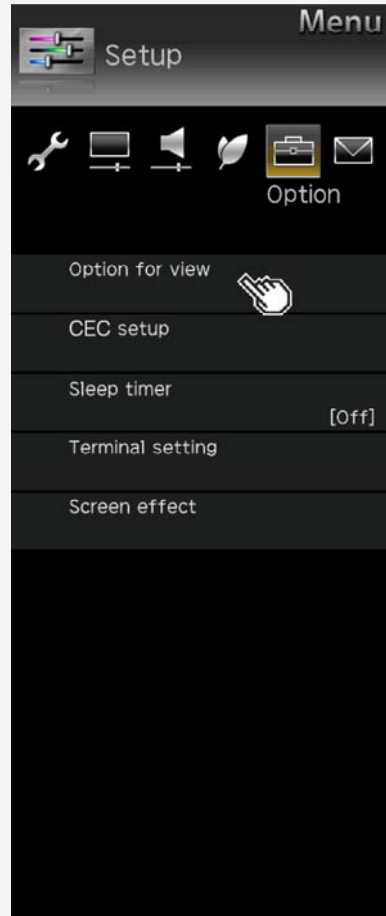 Menu
Setup
Option
Option for view
CEC setup
Sleep timer
[Off]
Terminal setting
Screen effect